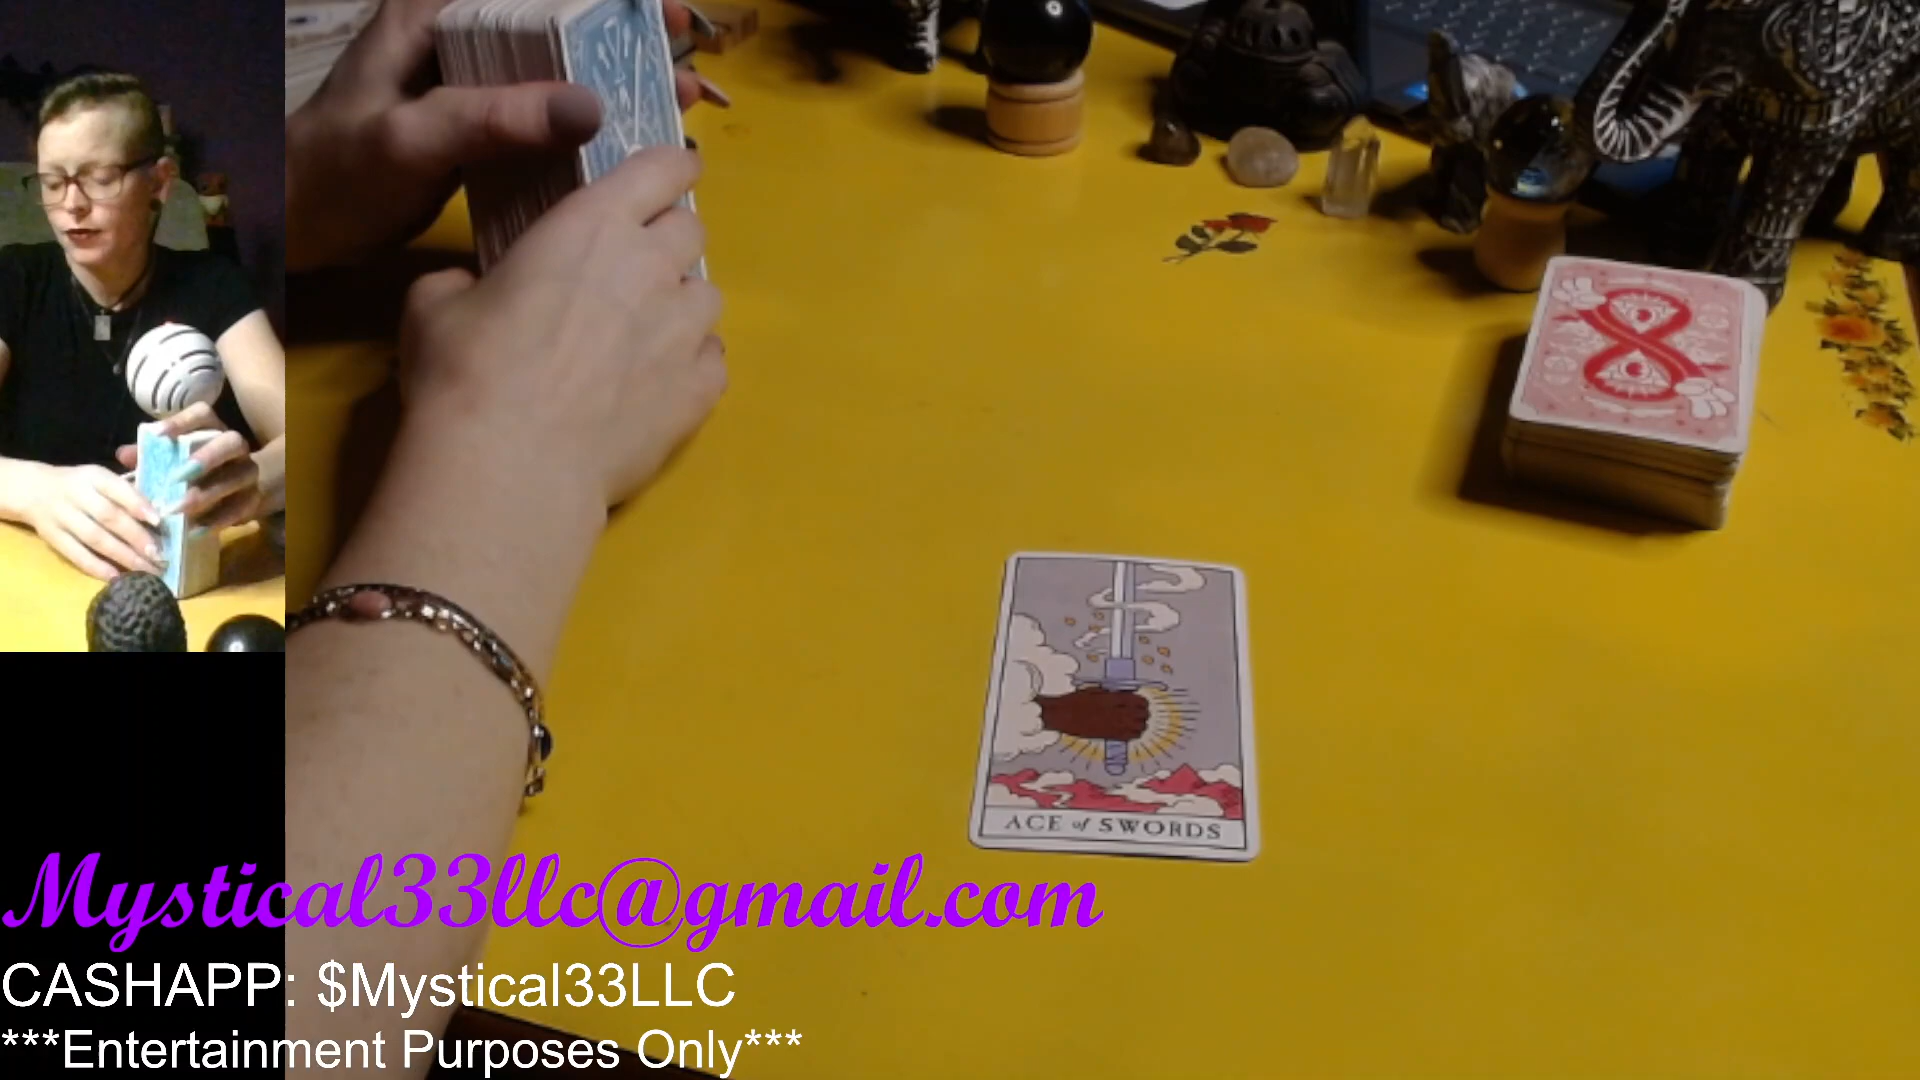 ACE of SWORDS
Mystical33llc@gmail.com
CASHAPP: $Mystical33LLC
***Entertainment Purposes Only***